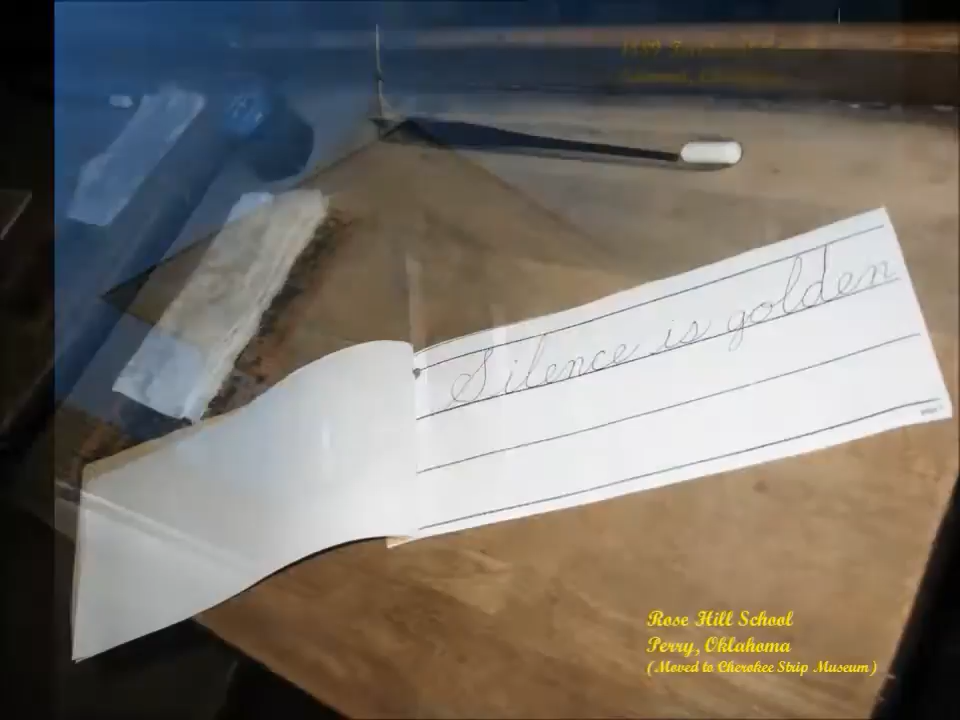 Silence is golden
Rose Hill School
Perry, Oklahoma
(Moved to Cherokee Strip Museum)